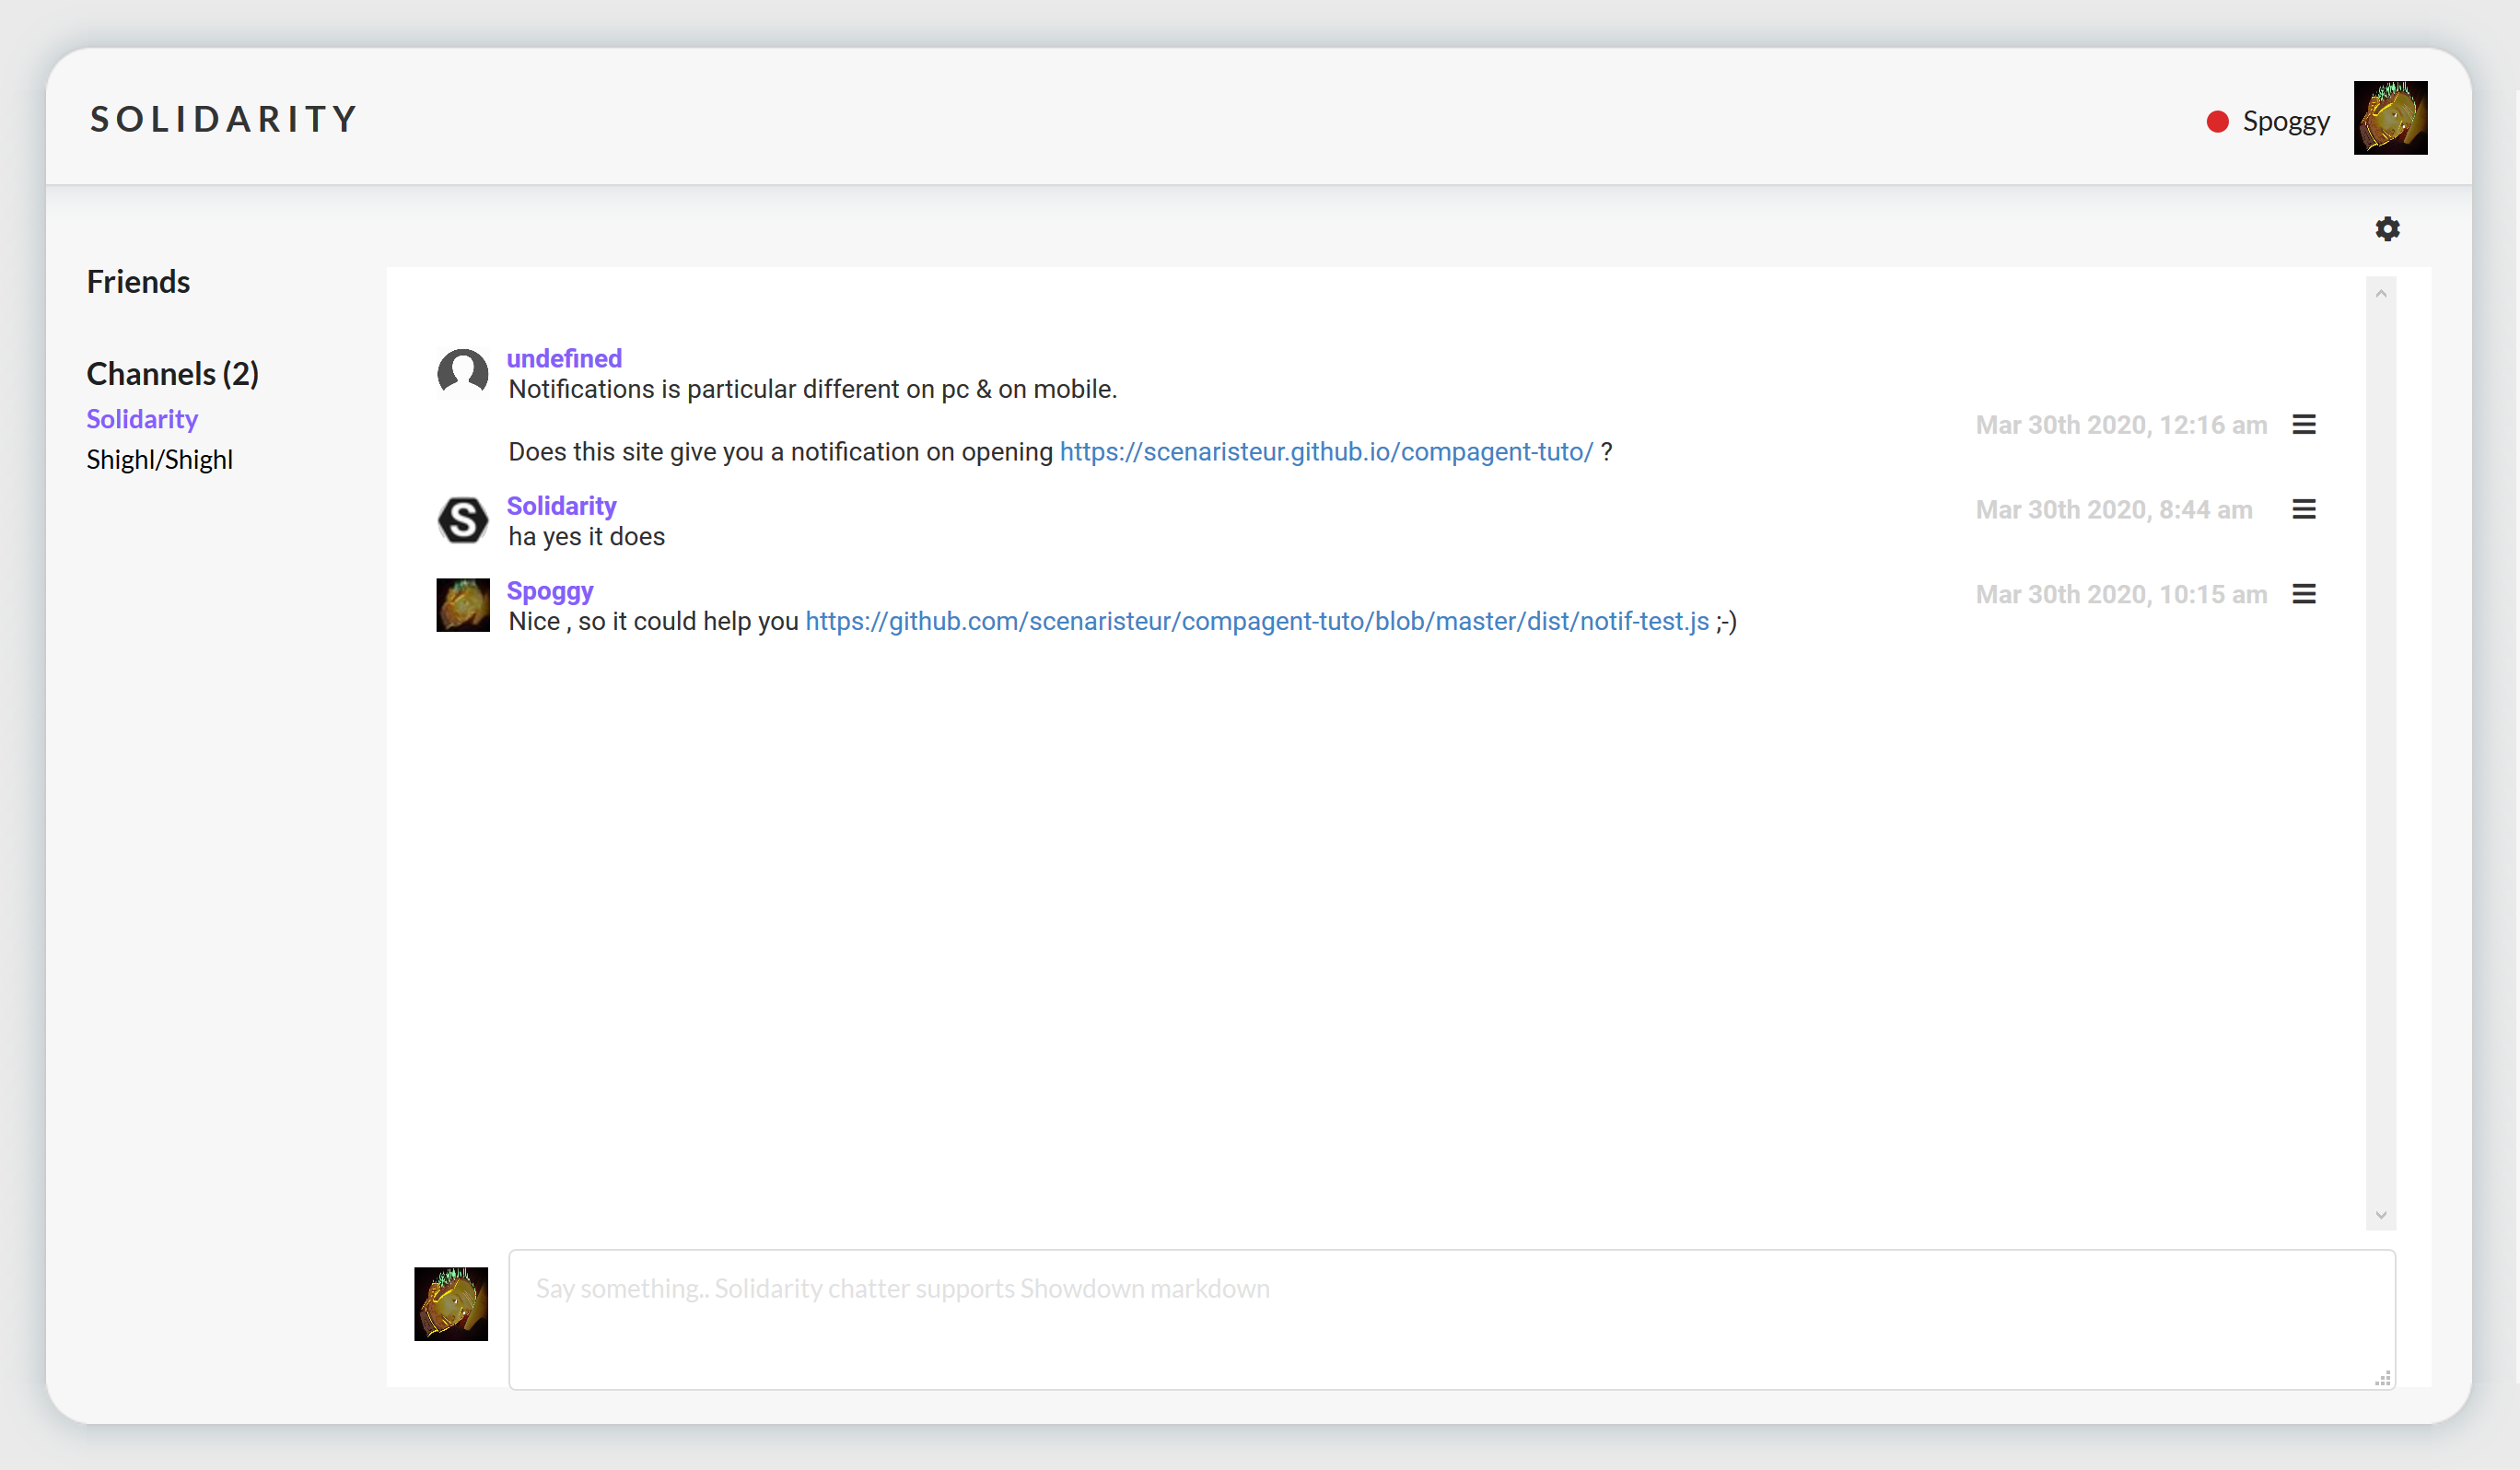 SOLIDARITY
Spoggy
Friends
Channels (2)
Solidarity
Shighl/Shighl
undefined
Notifications is particular different on pc & on mobile.
Mar 30th 2020, 12:16 am
Does this site give you a notification on opening https://scenaristeur.github.io/compagent-tuto/ ?
Solidarity
Mar 30th 2020, 8:44 am
ha yes it does
Spoggy
Mar 30th 2020, 10:15 am
Nice , so it could help you https://github.com/scenaristeur/compagent-tuto/blob/master/dist/notif-test.js ;-)
Say something.. Solidarity chatter supports Showdown markdown